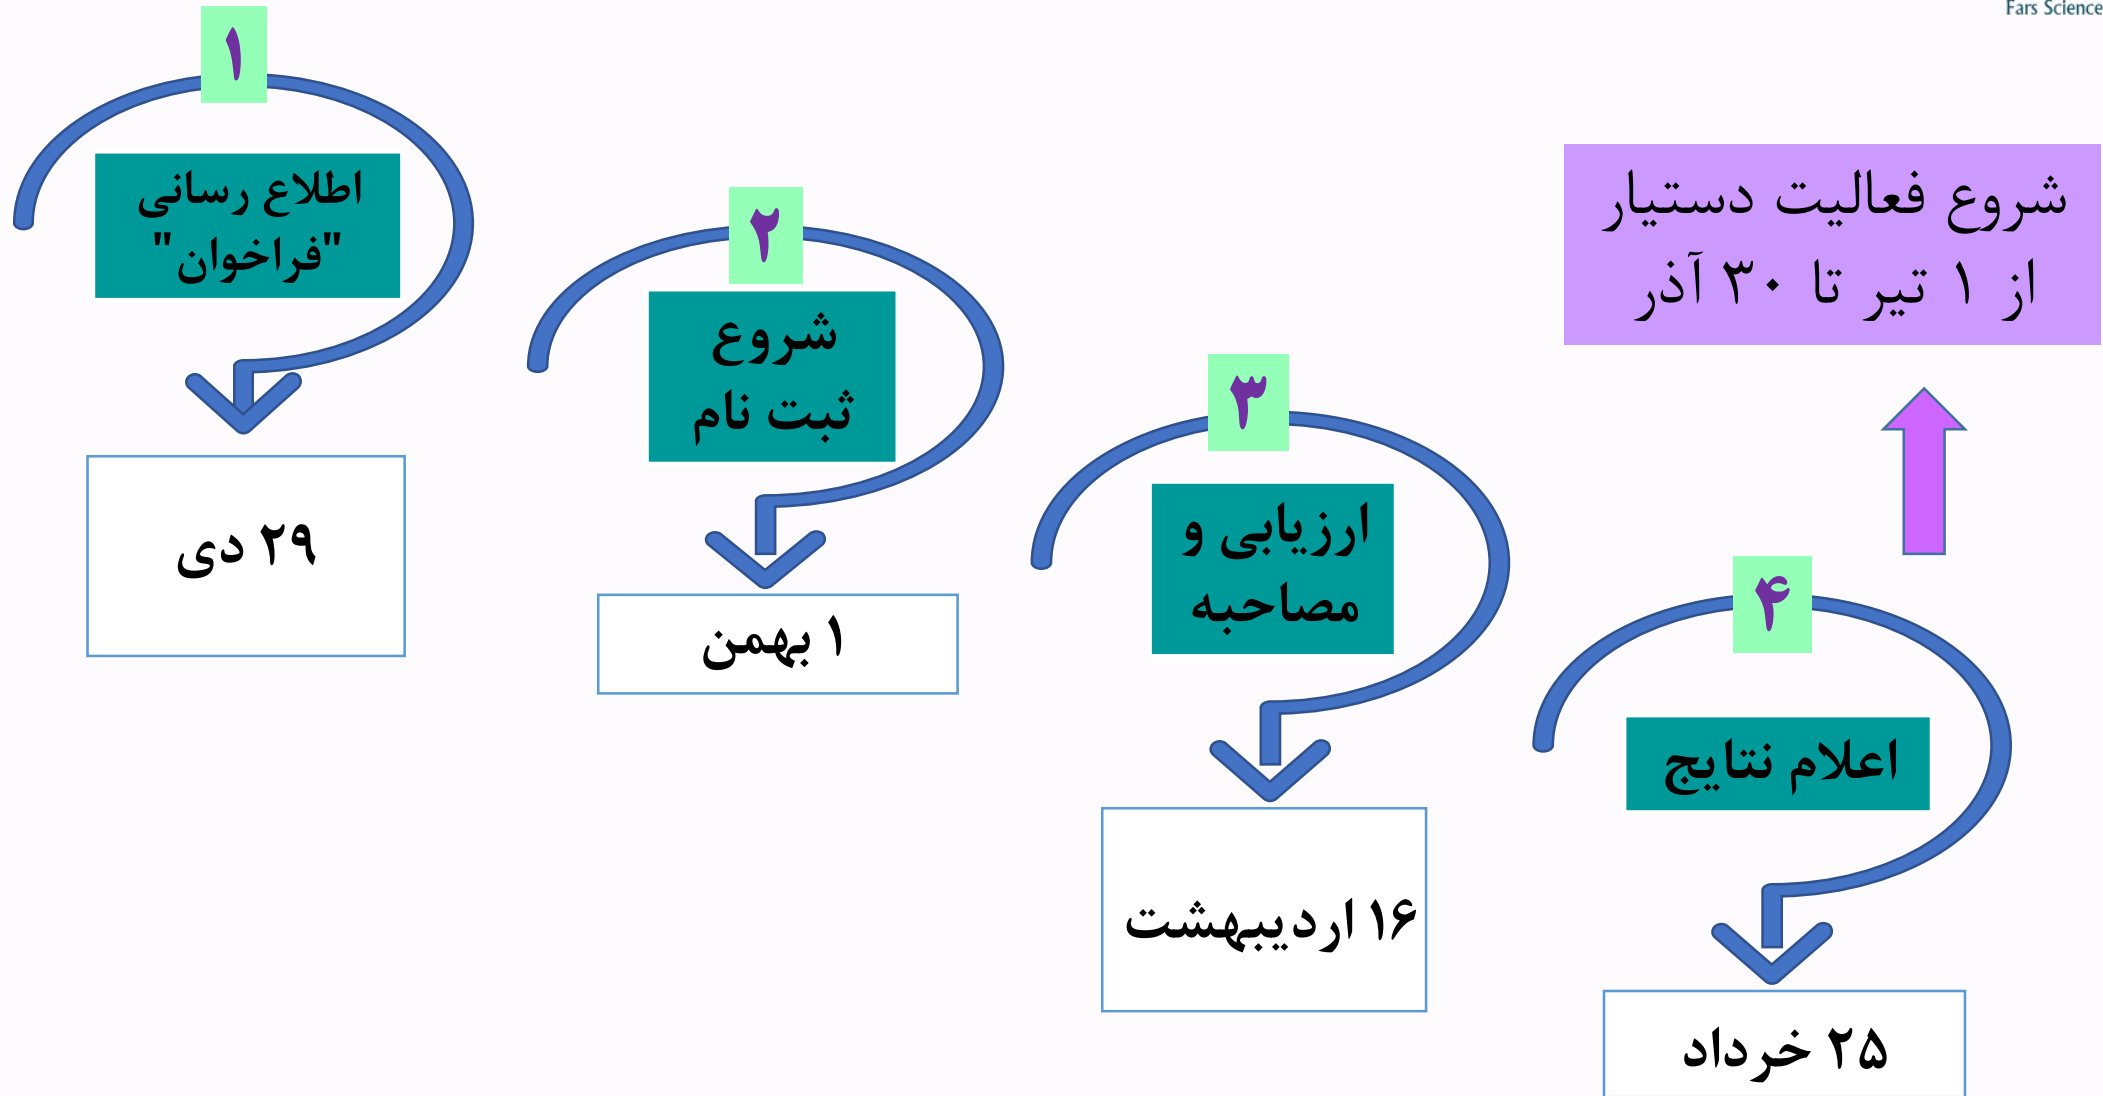 Fars Science
۱
اطلاع رسانی
"فراخوان"
۲۹ دی
۲
شروع
ثبت نام
۱ بهمن
۳
ارزیابی و
مصاحبه
۱۶ اردیبهشت
۴
اعلام نتایج
۲۵ خرداد
شروع فعالیت دستیار
از ۱ تیر تا ۳۰ آذر